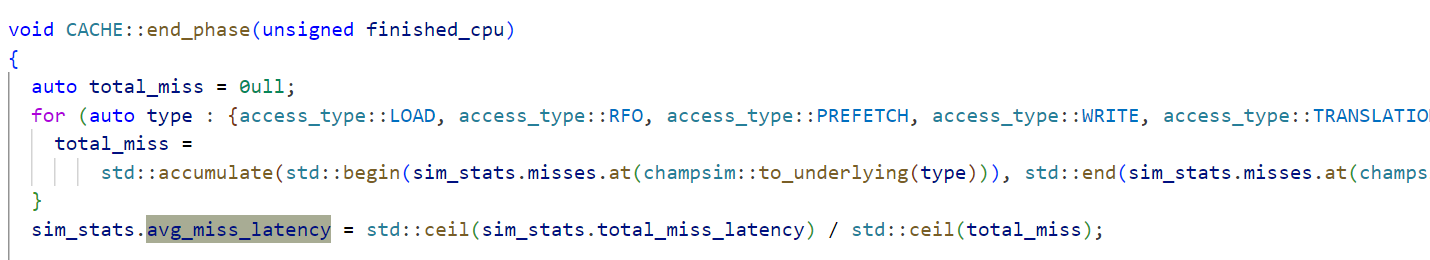 void CACHE::end_phase(unsigned finished_cpu)
{
auto total_miss = 0ull;
for (auto type : {access_type::LOAD, access_type::RFO, access_type::PREFETCH, access_type::WRITE, access_type::TRANSLATIO
total_miss =
std::accumulate(std::begin(sim_stats.misses.at(champsim::to_underlying(type))), std::end(sim_stats.misses.at(champs
}
sim_stats.avg_miss_latency = std::ceil(sim_stats.total_miss_latency) / std::ceil(total_miss);